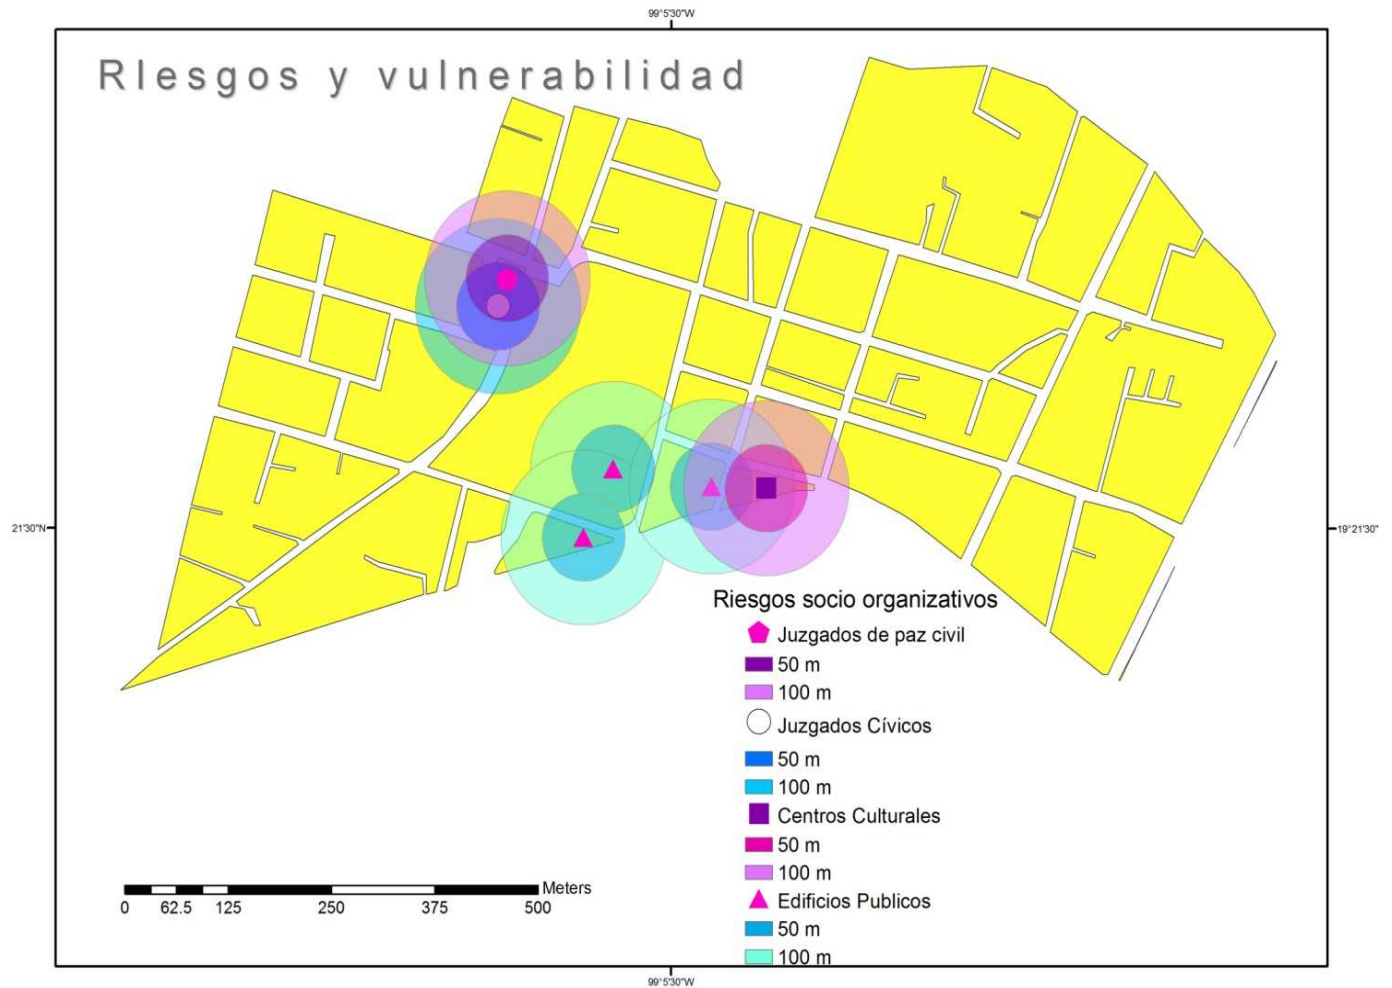 99°5'30"W
RIesgos y vulnerabilidad
21'30"N
19°21'30"
Riesgos socio organizativos
Juzgados de paz civil
50 m
100 m
Juzgados Cívicos
50 m
100 m
Centros Culturales
50 m
100 m
Edificios Publicos
50 m
100 m
Meters
0 62.5 125 250 375 500
99°5'30"W